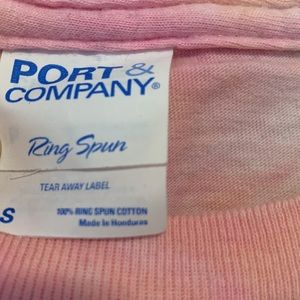 PORT &
COMPANY®
Ring Spun
TEAR AWAY LABEL
S
100% RING SPUN COTTON
Made in Honduras